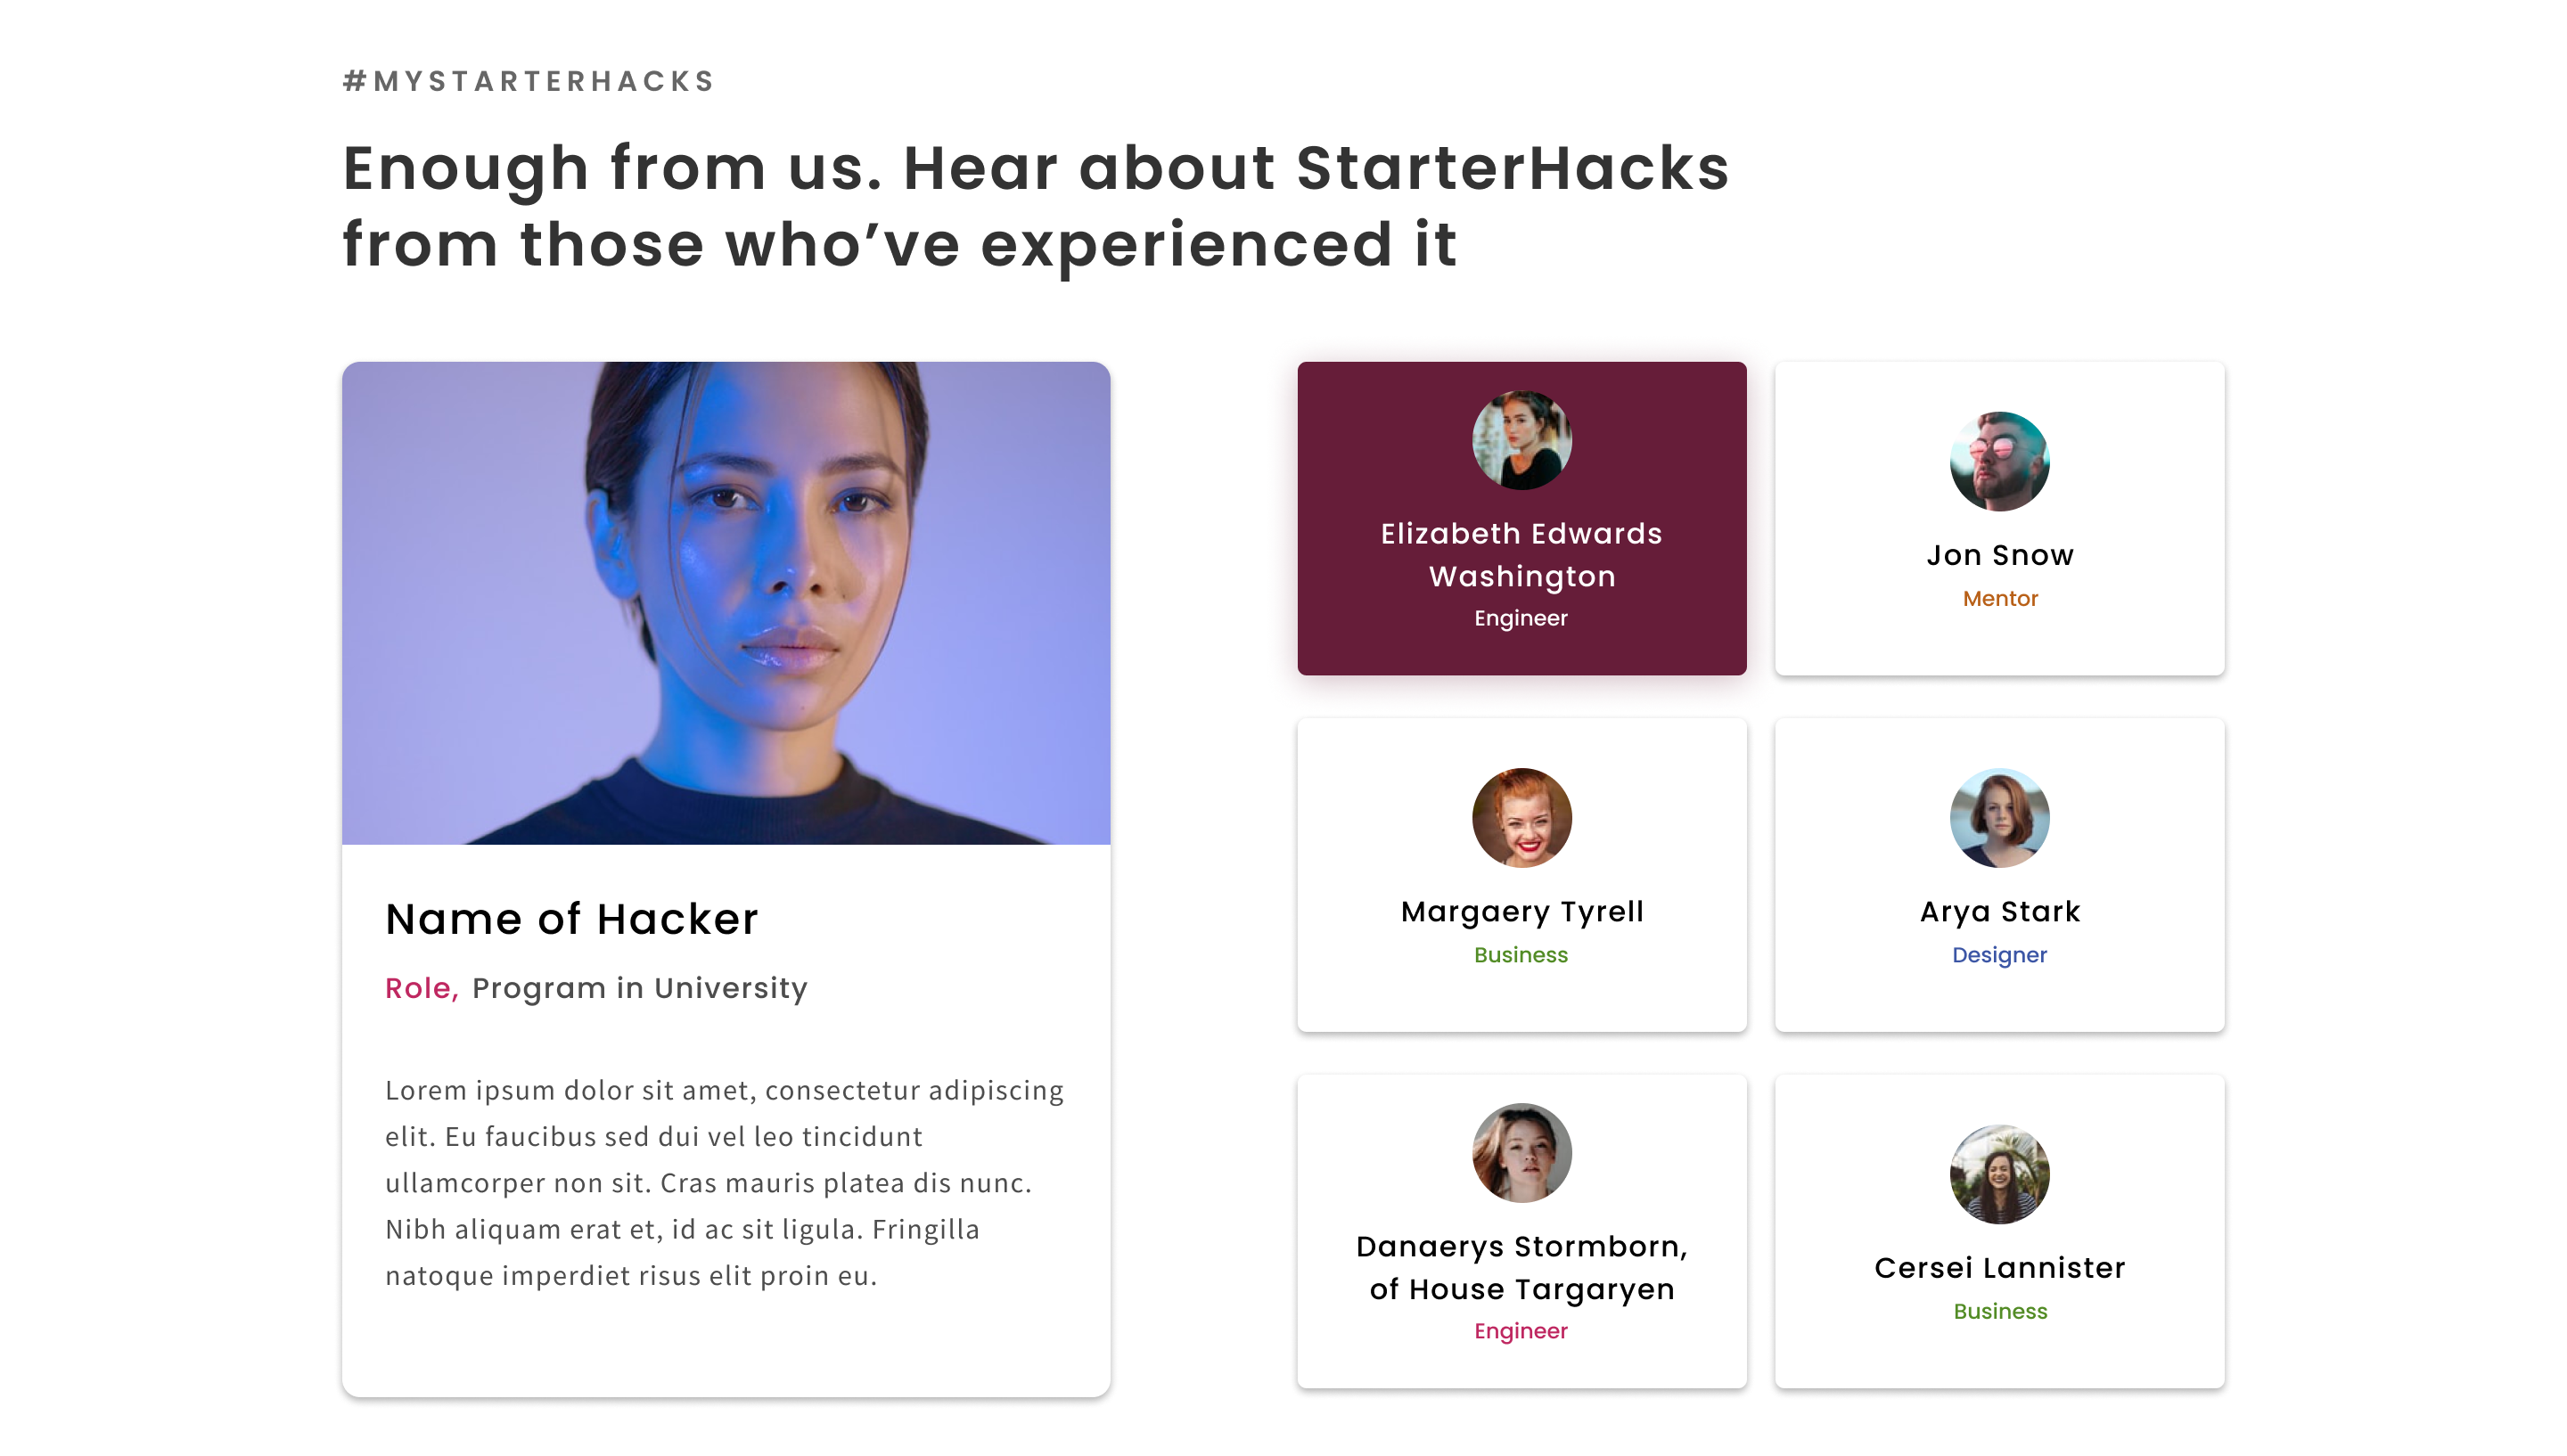 #MYSTARTERHACKS
Enough from us. Hear about StarterHacks
from those who’ve experienced it
Name of Hacker
Role, Program in University
Lorem ipsum dolor sit amet, consectetur adipiscing
elit. Eu faucibus sed dui vel leo tincidunt
ullamcorper non sit. Cras mauris platea dis nunc.
Nibh aliquam erat et, id ac sit ligula. Fringilla
natoque imperdiet risus elit proin eu.
Elizabeth Edwards
Washington
Engineer
Jon Snow
Mentor
Margaery Tyrell
Business
Arya Stark
Designer
Danaerys Stormborn,
of House Targaryen
Engineer
Cersei Lannister
Business